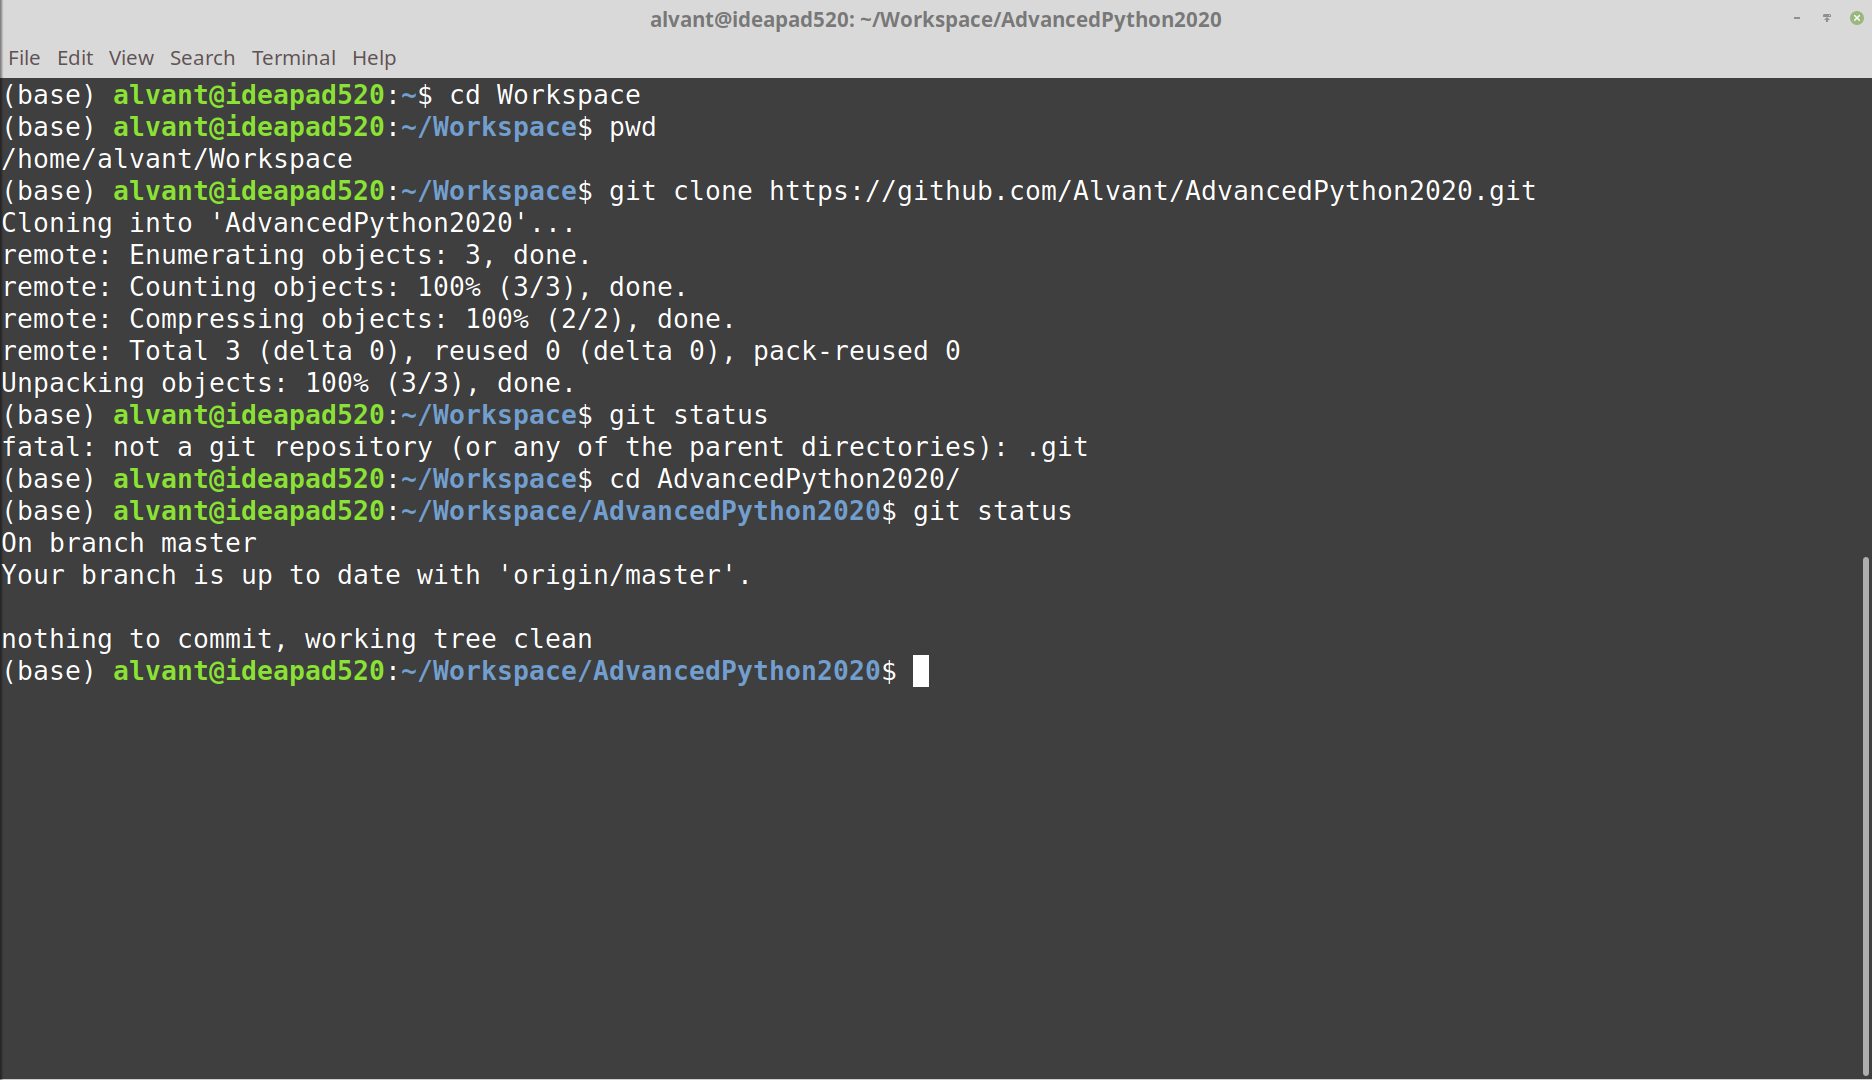 alvant@ideapad520: ~/Workspace/AdvancedPython2020
File Edit View Search Terminal Help
(base) alvant@ideapad520:~$ cd Workspace
(base) alvant@ideapad520:~/Workspace$ pwd
/home/alvant/Workspace
(base) alvant@ideapad520:~/Workspace$ git clone https://github.com/Alvant/AdvancedPython2020.git
Cloning into 'AdvancedPython2020'...
remote: Enumerating objects: 3, done.
remote: Counting objects: 100% (3/3), done.
remote: Compressing objects: 100% (2/2), done.
remote: Total 3 (delta 0), reused 0 (delta 0), pack-reused 0
Unpacking objects: 100% (3/3), done.
(base) alvant@ideapad520:~/Workspace$ git status
fatal: not a git repository (or any of the parent directories): .git
(base) alvant@ideapad520:~/Workspace$ cd AdvancedPython2020/
(base) alvant@ideapad520:~/Workspace/AdvancedPython2020$ git status
On branch master
Your branch is up to date with 'origin/master'.

nothing to commit, working tree clean
(base) alvant@ideapad520:~/Workspace/AdvancedPython2020$